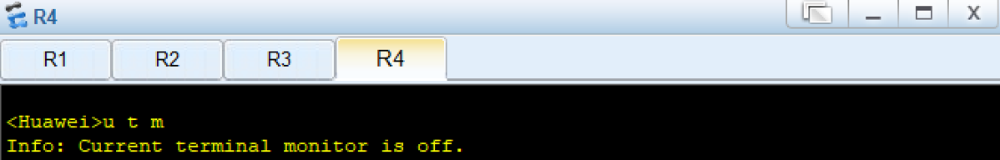 R4
R1 R2 R3 R4
<Huawei>u t m
Info: Current terminal monitor is off.